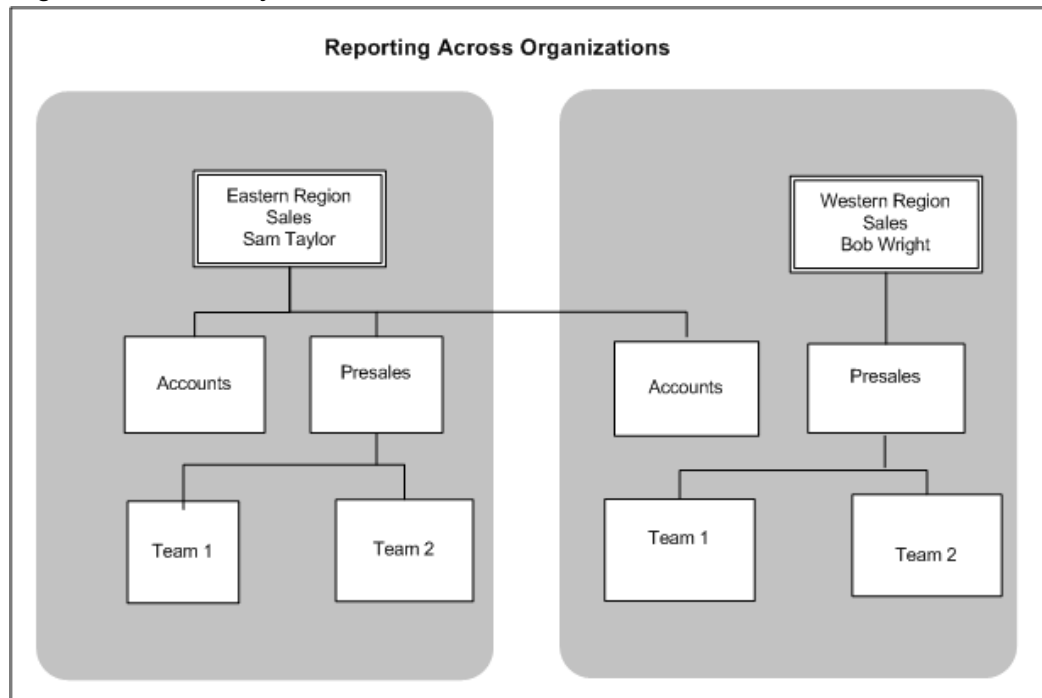 Reporting Across Organizations
Eastern Region
Sales
Sam Taylor
Western Region
Sales
Bob Wright
Accounts
Presales
Accounts
Presales
Team 1
Team 2
Team 1
Team 2